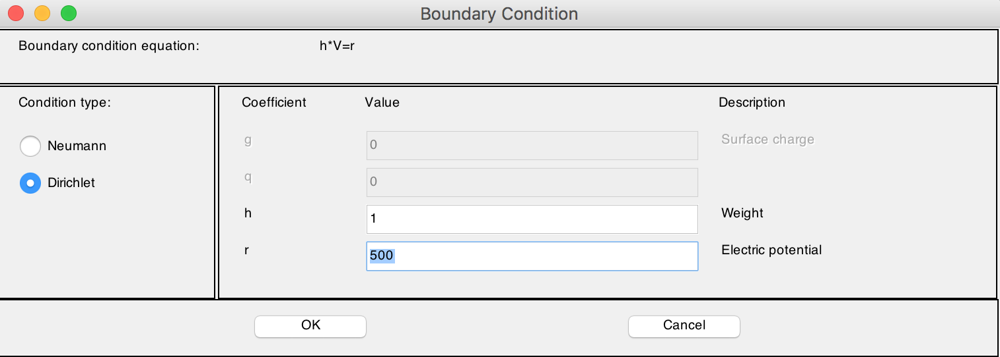 Boundary Condition
Boundary condition equation: h*V=r
Condition type:
Neumann
Dirichlet
Coefficient Value Description
g 0 Surface charge
q 0
h 1 Weight
r 500 Electric potential
OK Cancel